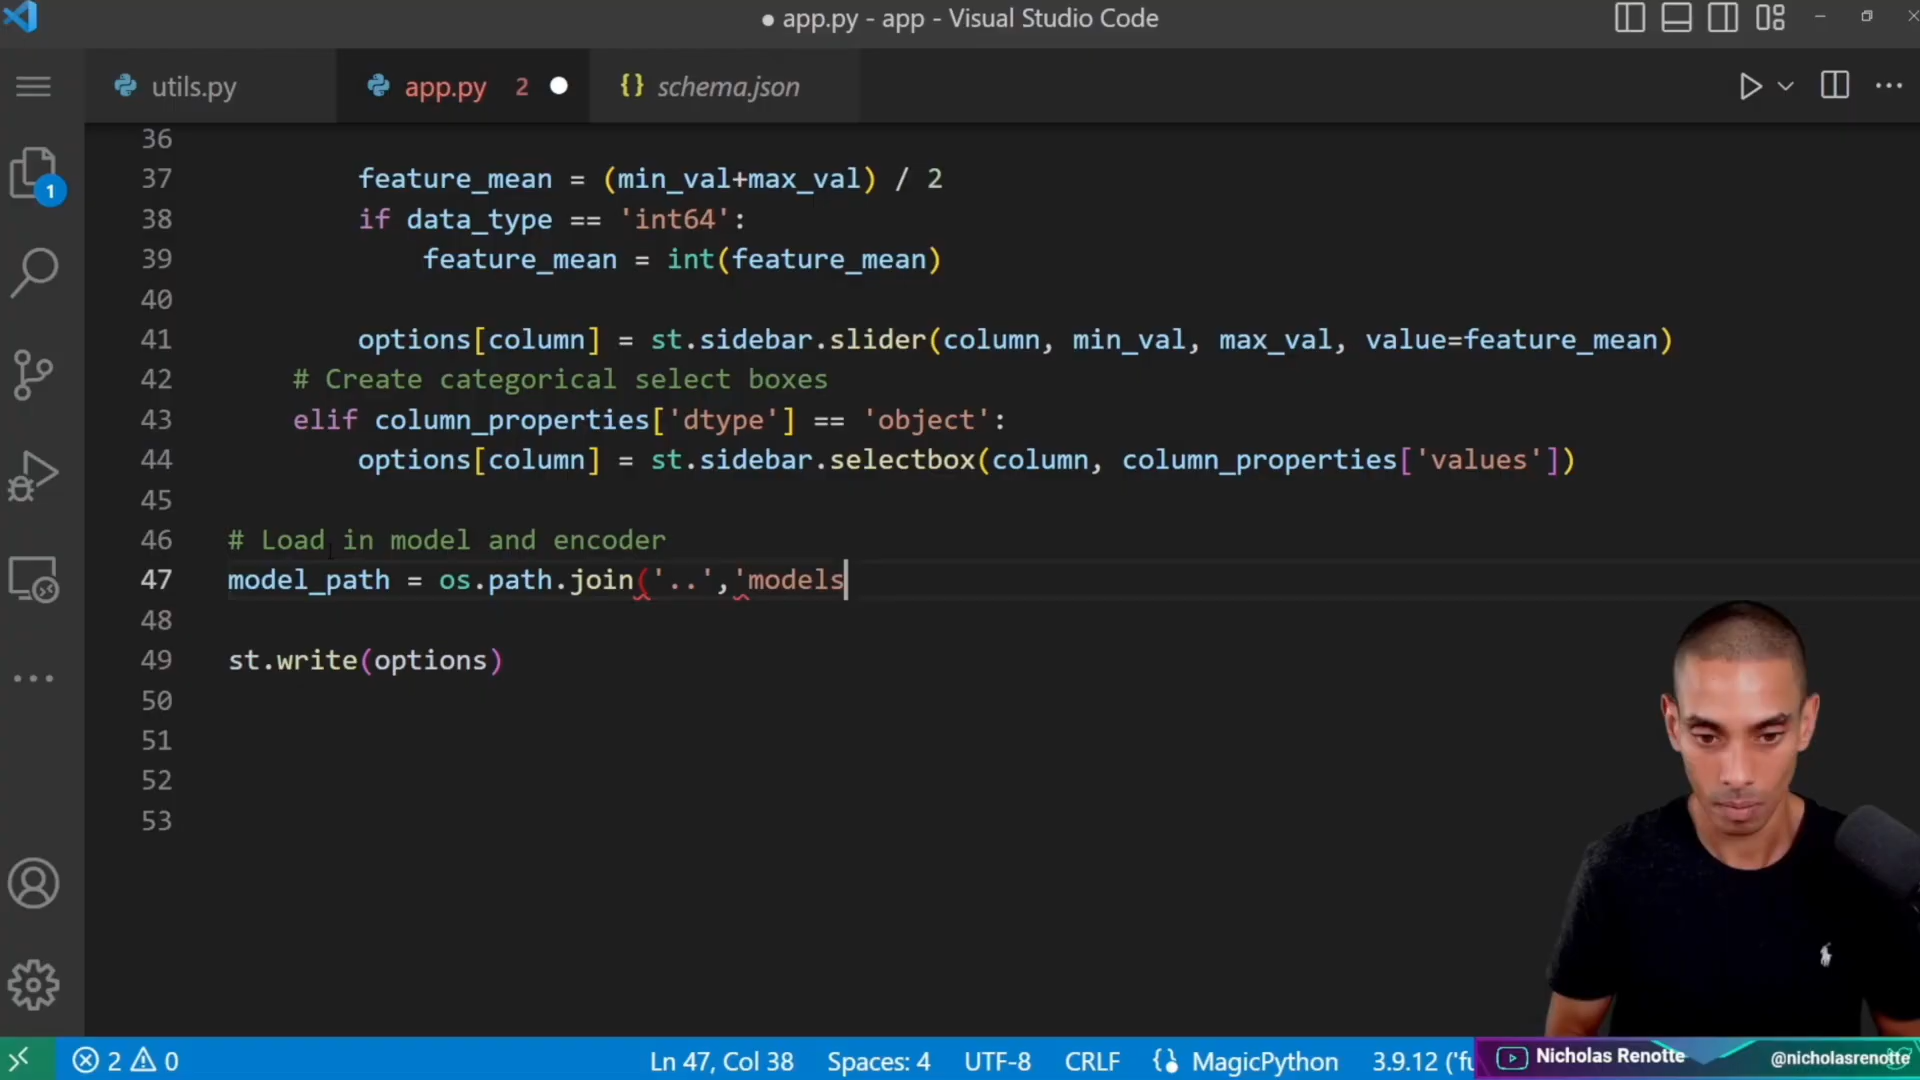 ● app.py - app - Visual Studio Code
utils.py
app.py 2
{} schema.json
1
36
37 feature_mean = (min_val+max_val) / 2
38 if data_type == 'int64':
39 feature_mean = int(feature_mean)
40
41 options[column] = st.sidebar.slider(column, min_val, max_val, value=feature_mean)
42 # Create categorical select boxes
43 elif column_properties['dtype'] == 'object':
44 options[column] = st.sidebar.selectbox(column, column_properties['values'])
45
46 # Load in model and encoder
47 model_path = os.path.join('..','models
48
49 st.write(options)
50
51
52
53
2 0 Ln 47, Col 38 Spaces: 4 UTF-8 CRLF MagicPython 3.9.12 ('fu
Nicholas Renotte @nicholasrenotte